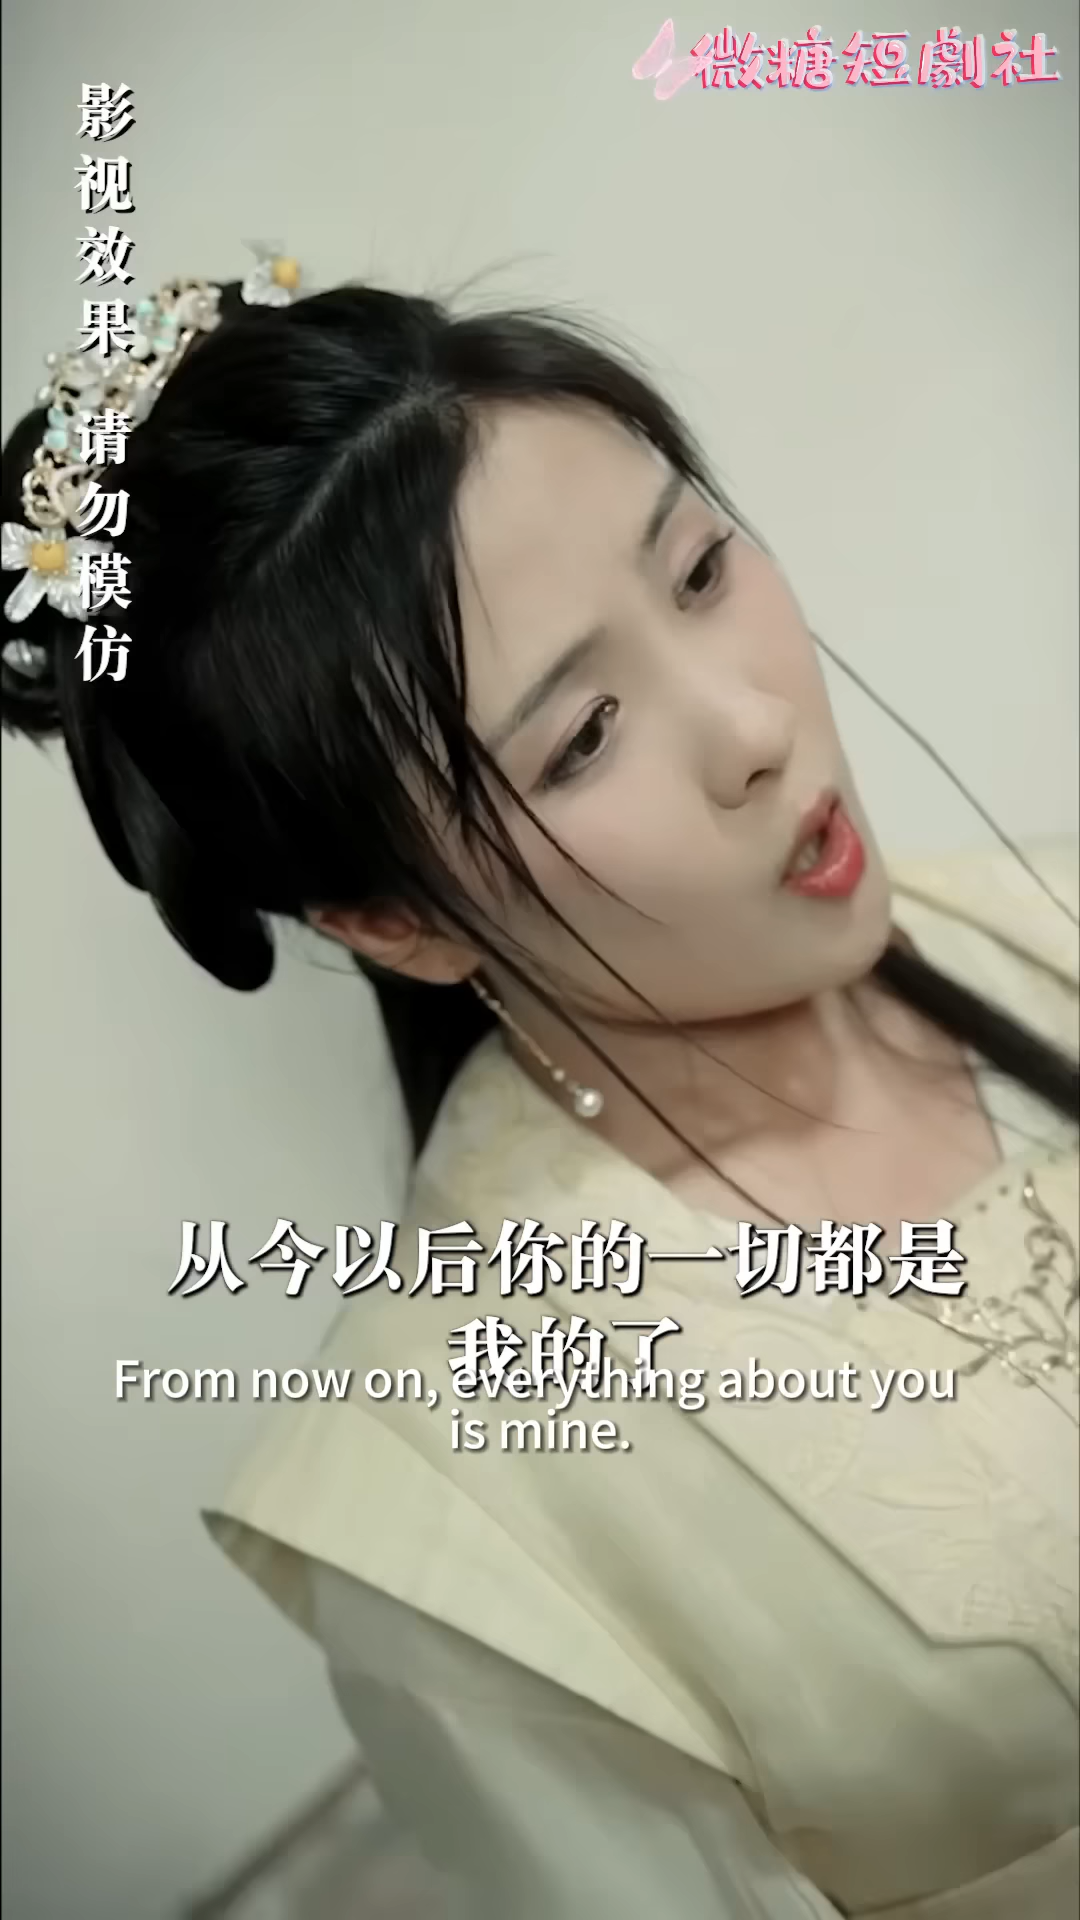 微糖短劇社
影视效果 请勿模仿
从今以后你的一切都是
我的了
From now on, everything about you
is mine.